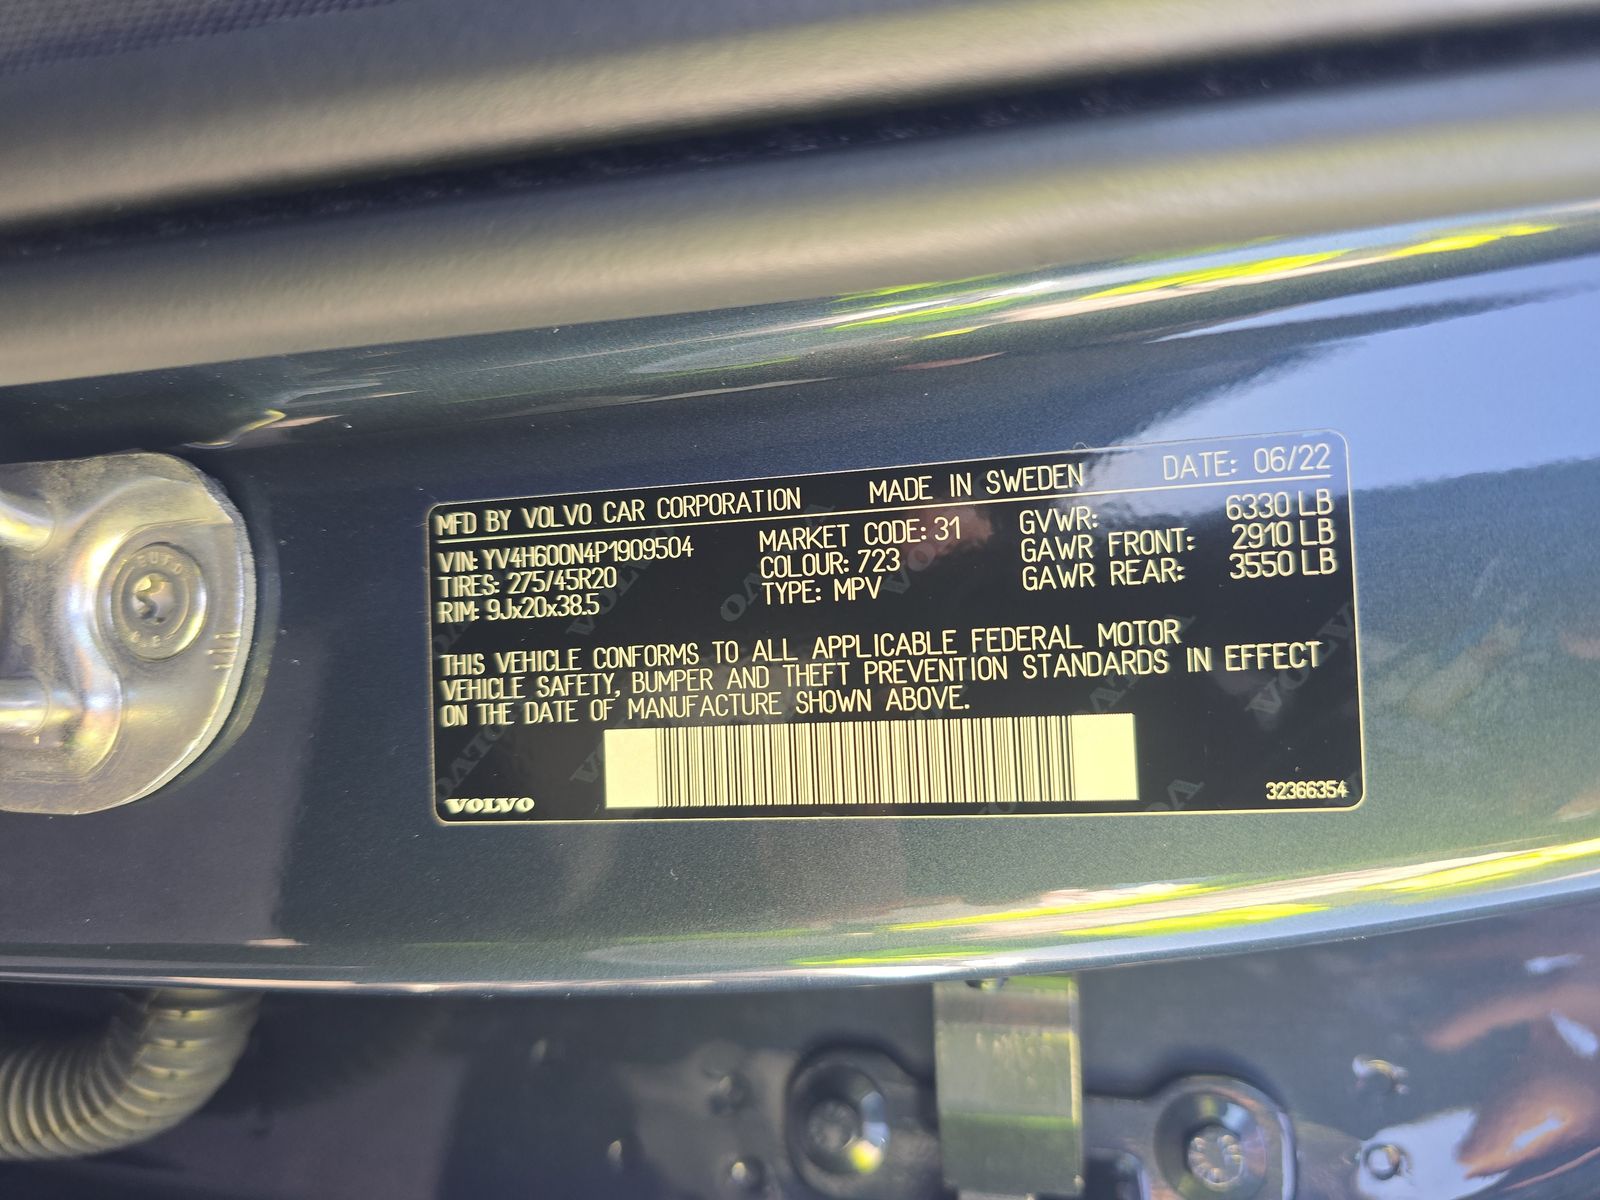 MFD BY VOLVO CAR CORPORATION MADE IN SWEDEN DATE: 06/22
VIN: YV4H600N4P1909504 MARKET CODE: 31 GVWR: 6330 LB
TIRES: 275/45R20 COLOUR: 723 GAWR FRONT: 2910 LB
RIM: 9Jx20x38.5 TYPE: MPV GAWR REAR: 3550 LB
THIS VEHICLE CONFORMS TO ALL APPLICABLE FEDERAL MOTOR
VEHICLE SAFETY, BUMPER AND THEFT PREVENTION STANDARDS IN EFFECT
ON THE DATE OF MANUFACTURE SHOWN ABOVE.
VOLVO 32366354